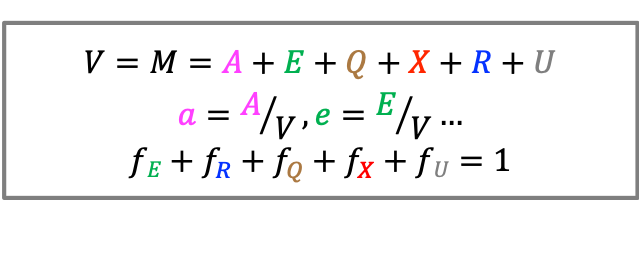 V = M = A + E + Q + X + R + U
a = A/V , e = E/V ...
f_E + f_R + f_Q + f_X + f_U = 1